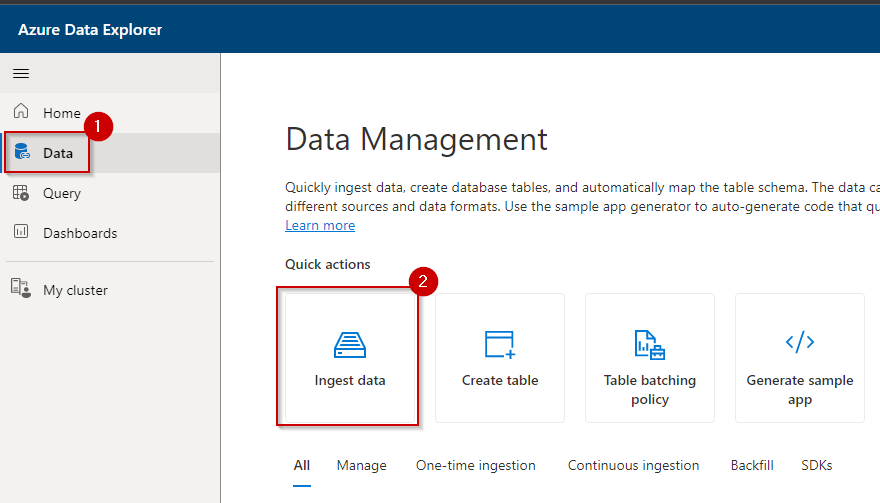 Azure Data Explorer
Home
1
Data
Query
Dashboards
My cluster
Data Management
Quickly ingest data, create database tables, and automatically map the table schema. The data ca
different sources and data formats. Use the sample app generator to auto-generate code that qu
Learn more
Quick actions
2
Ingest data
Create table
Table batching
policy
Generate sample
app
All Manage One-time ingestion Continuous ingestion Backfill SDKs